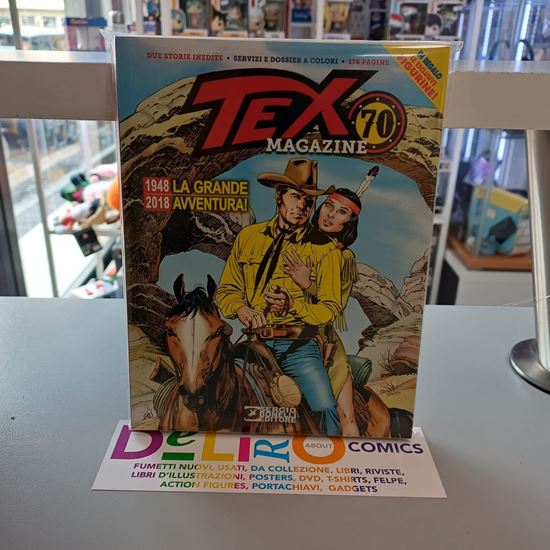 DUE STORIE INEDITE • SERVIZI E DOSSIER A COLORI • 176 PAGINE
IN REGALO
LE ESCLUSIVE
FIGURINE!
TEX
70
MAGAZINE
1948 LA GRANDE
2018 AVVENTURA!
SERGIO
BONELLI
EDITORE
DeLiRO ABOUT COMICS
FUMETTI NUOVI, USATI, DA COLLEZIONE, LIBRI, RIVISTE,
LIBRI D'ILLUSTRAZIONI, POSTERS, DVD, T-SHIRTS, FELPE,
ACTION FIGURES, PORTACHIAVI, GADGETS